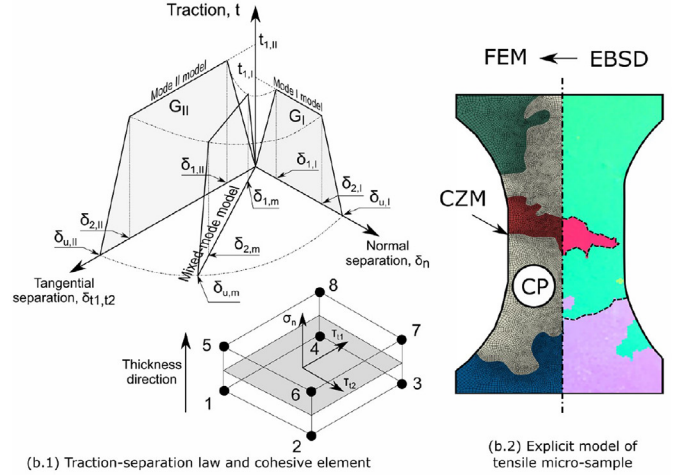 Traction, t
t1,II
t1,I
Mode II model
Mode I model
GII
GI
δ1,II
δ1,I
δ1,m
δ2,I
δu,I
δ2,II
δu,II
δ2,m
Mixed-mode model
δu,m
Normal
separation, δn
Tangential
separation, δt1,t2
Thickness
direction
8
σn
7
5
4
τt1
τt2
1
6
3
2
(b.1) Traction-separation law and cohesive element
FEM
EBSD
CZM
CP
(b.2) Explicit model of
tensile micro-sample